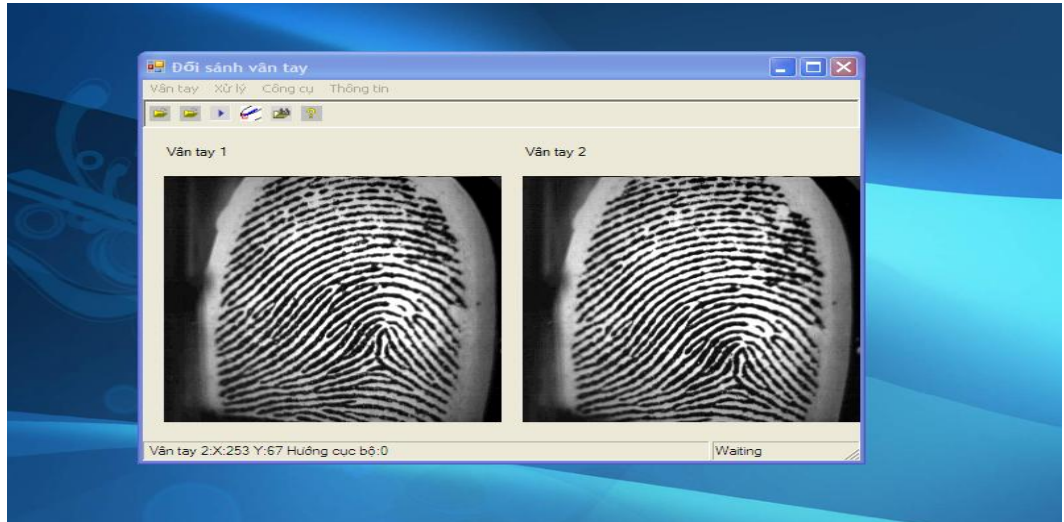 Đối sánh vân tay
Vân tay Xử lý Công cụ Thông tin
Vân tay 1 Vân tay 2
Vân tay 2:X:253 Y:67 Hướng cục bộ:0 Waiting